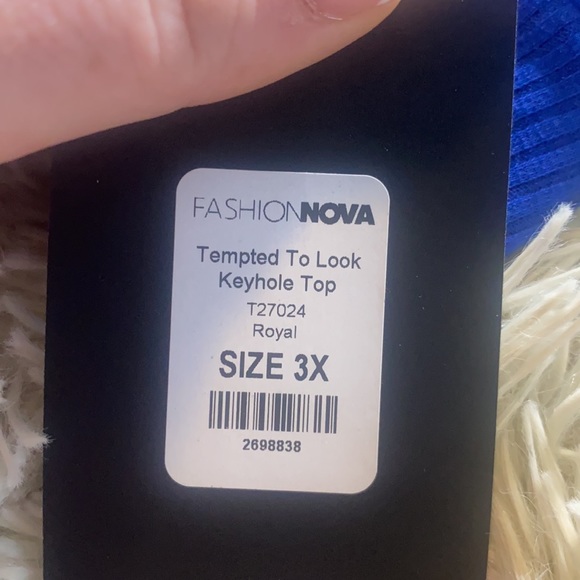 FASHIONNOVA
Tempted To Look
Keyhole Top
T27024
Royal
SIZE 3X
2698838